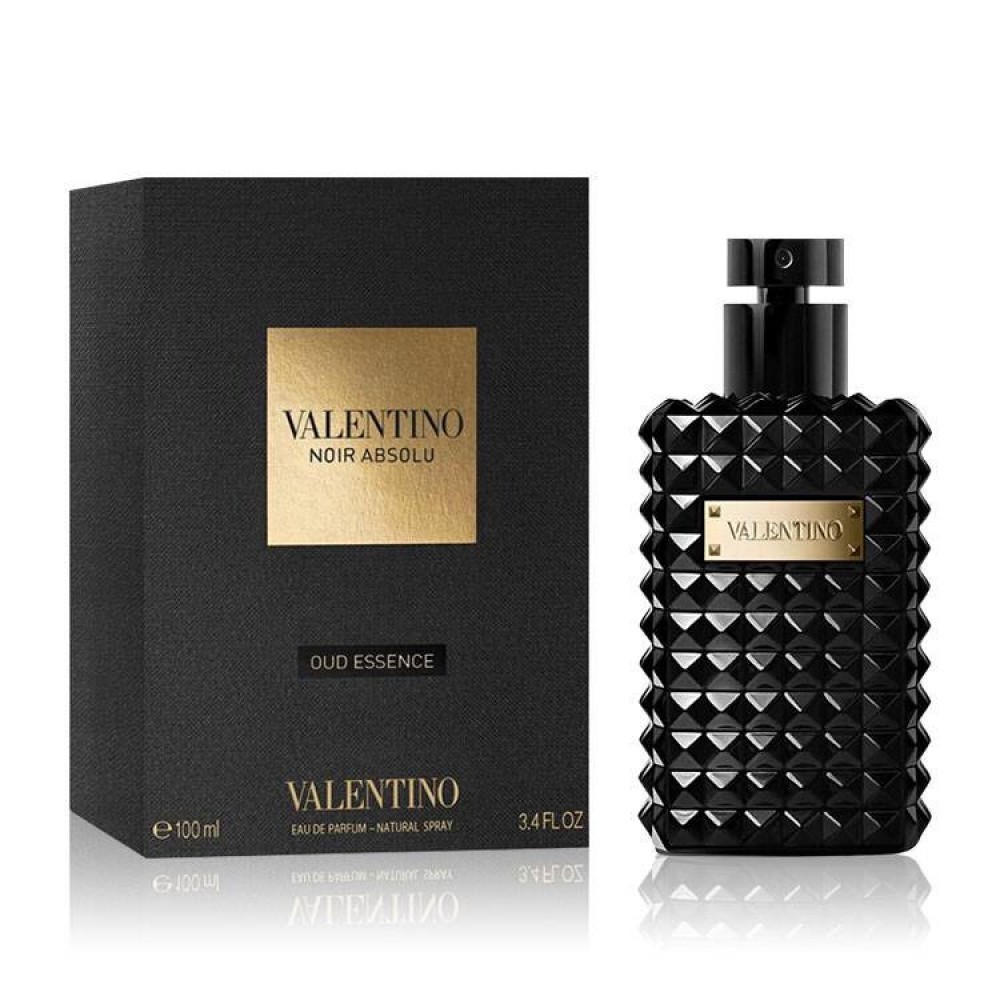 VALENTINO
NOIR ABSOLU
OUD ESSENCE
VALENTINO
EAU DE PARFUM – NATURAL SPRAY
℮ 100 ml
3.4 FL OZ
VALENTINO